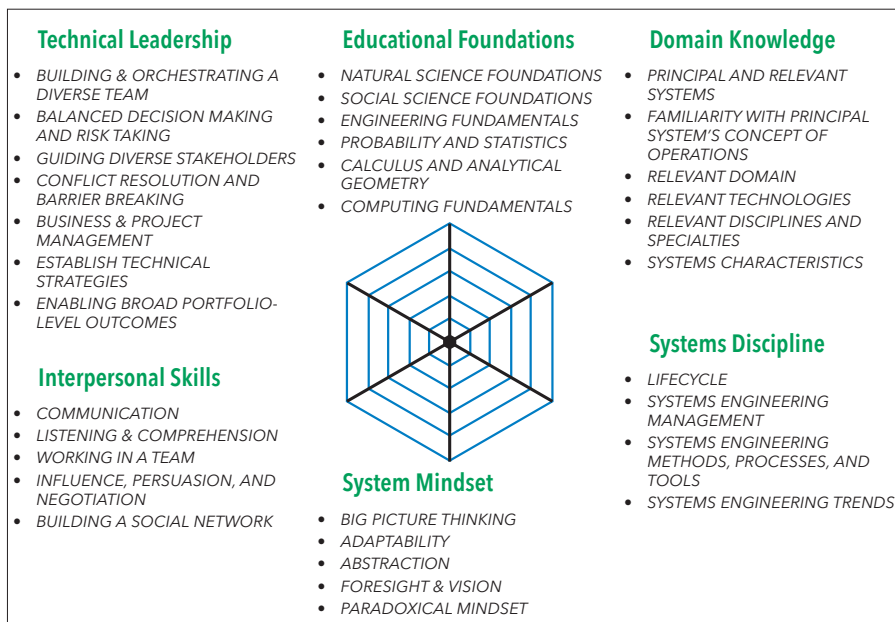 Technical Leadership
• BUILDING & ORCHESTRATING A
DIVERSE TEAM
• BALANCED DECISION MAKING
AND RISK TAKING
• GUIDING DIVERSE STAKEHOLDERS
• CONFLICT RESOLUTION AND
BARRIER BREAKING
• BUSINESS & PROJECT
MANAGEMENT
• ESTABLISH TECHNICAL
STRATEGIES
• ENABLING BROAD PORTFOLIO-
LEVEL OUTCOMES
Educational Foundations
• NATURAL SCIENCE FOUNDATIONS
• SOCIAL SCIENCE FOUNDATIONS
• ENGINEERING FUNDAMENTALS
• PROBABILITY AND STATISTICS
• CALCULUS AND ANALYTICAL
GEOMETRY
• COMPUTING FUNDAMENTALS
Domain Knowledge
• PRINCIPAL AND RELEVANT
SYSTEMS
• FAMILIARITY WITH PRINCIPAL
SYSTEM'S CONCEPT OF
OPERATIONS
• RELEVANT DOMAIN
• RELEVANT TECHNOLOGIES
• RELEVANT DISCIPLINES AND
SPECIALTIES
• SYSTEMS CHARACTERISTICS
Interpersonal Skills
• COMMUNICATION
• LISTENING & COMPREHENSION
• WORKING IN A TEAM
• INFLUENCE, PERSUASION, AND
NEGOTIATION
• BUILDING A SOCIAL NETWORK
System Mindset
• BIG PICTURE THINKING
• ADAPTABILITY
• ABSTRACTION
• FORESIGHT & VISION
• PARADOXICAL MINDSET
Systems Discipline
• LIFECYCLE
• SYSTEMS ENGINEERING
MANAGEMENT
• SYSTEMS ENGINEERING
METHODS, PROCESSES, AND
TOOLS
• SYSTEMS ENGINEERING TRENDS